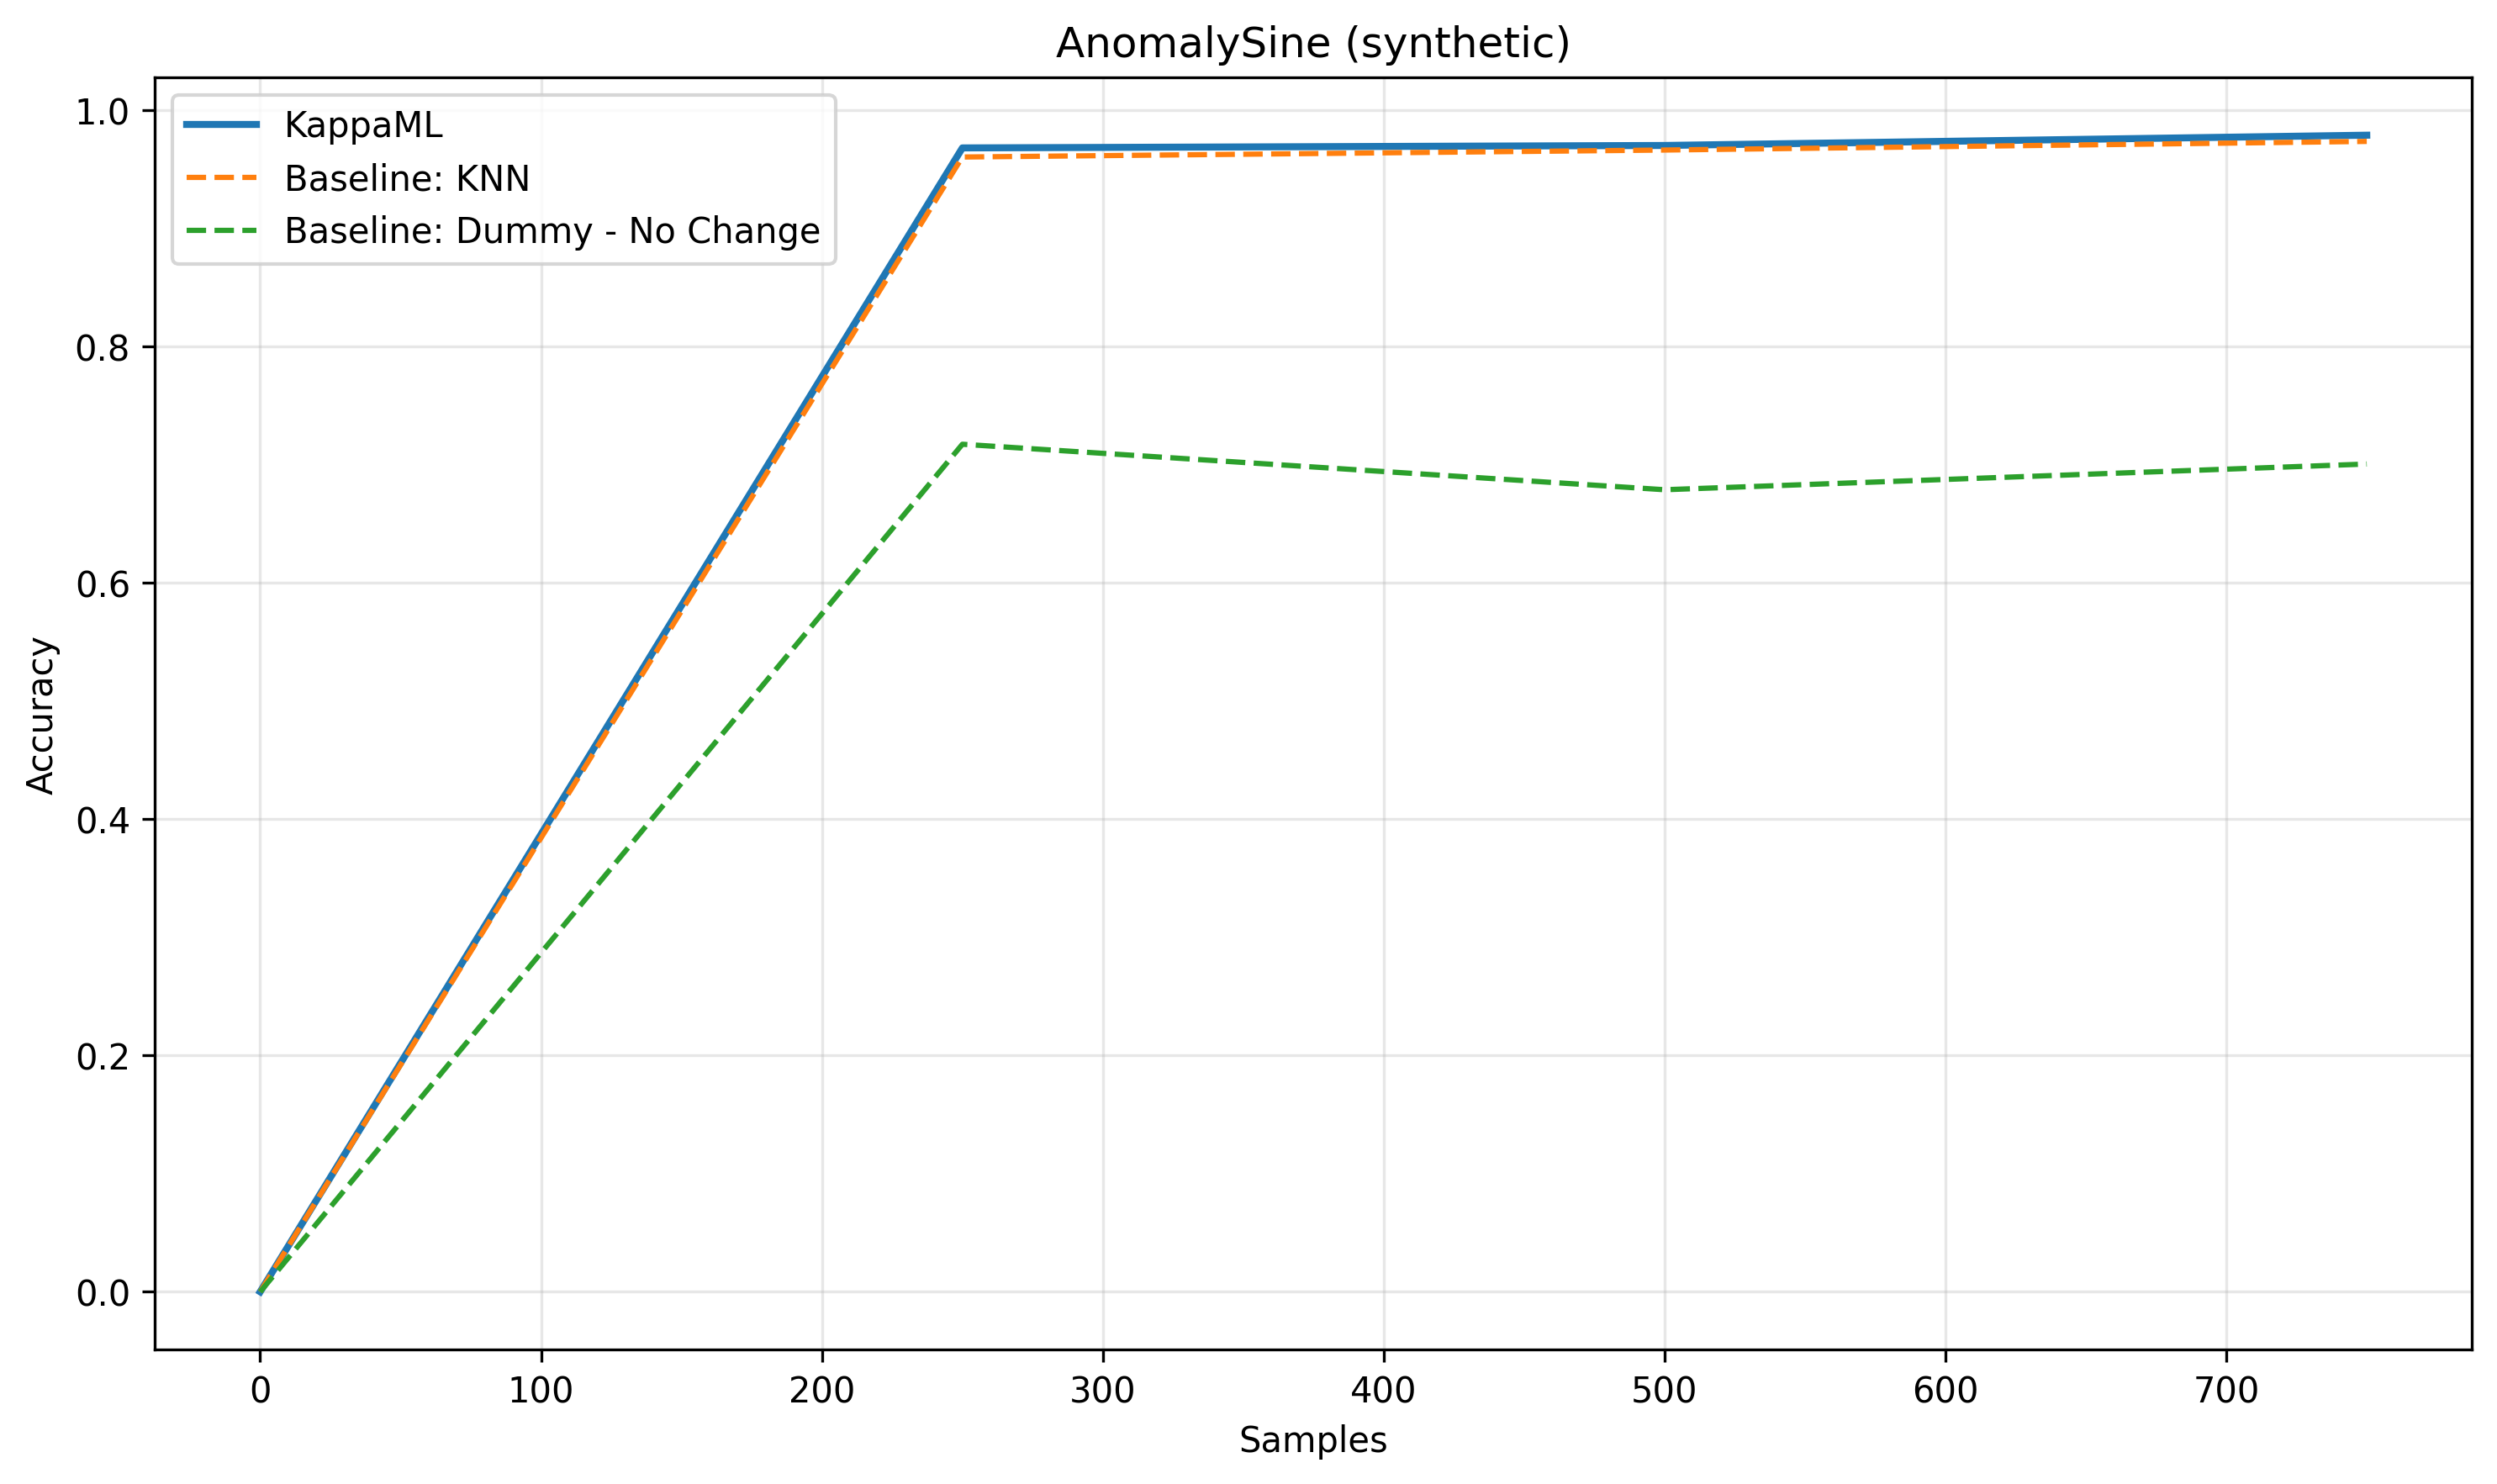 AnomalySine (synthetic)
KappaML
Baseline: KNN
Baseline: Dummy - No Change
1.0
0.8
0.6
0.4
0.2
0.0
Accuracy
0 100 200 300 400 500 600 700
Samples